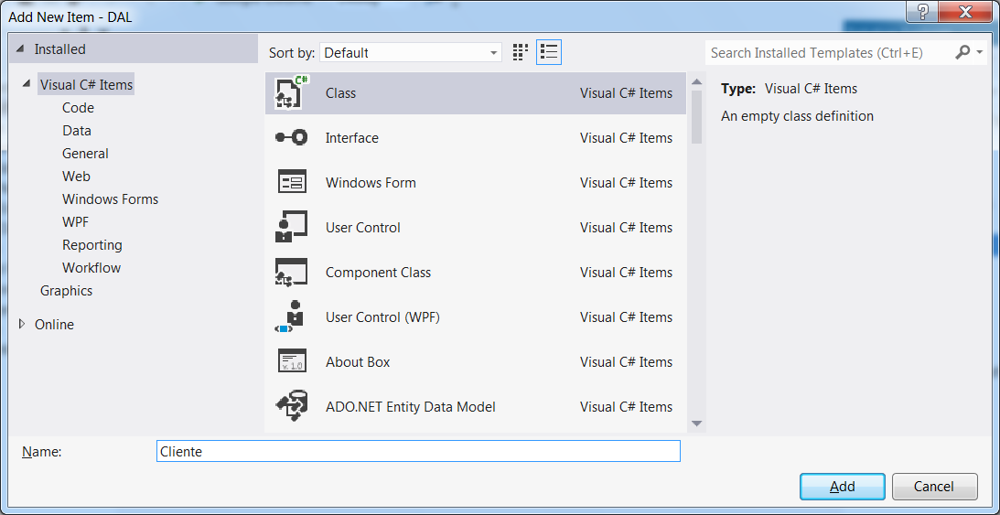 Add New Item - DAL
Installed
Visual C# Items
Code
Data
General
Web
Windows Forms
WPF
Reporting
Workflow
Graphics
Online
Sort by: Default
Class Visual C# Items
Interface Visual C# Items
Windows Form Visual C# Items
User Control Visual C# Items
Component Class Visual C# Items
User Control (WPF) Visual C# Items
About Box Visual C# Items
ADO.NET Entity Data Model Visual C# Items
Search Installed Templates (Ctrl+E)
Type: Visual C# Items
An empty class definition
Name: Cliente
Add Cancel